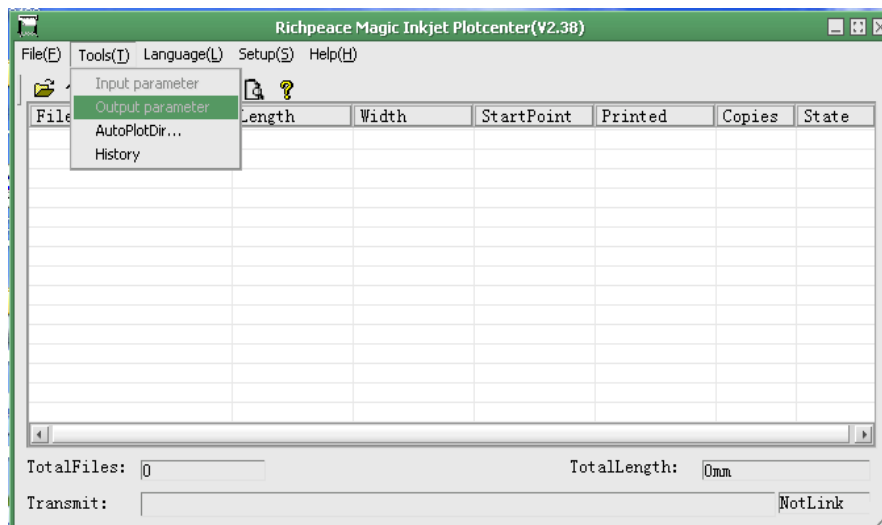 Richpeace Magic Inkjet Plotcenter(V2.38)
File(F) Tools(T) Language(L) Setup(S) Help(H)
Input parameter
Output parameter
AutoPlotDir...
History
File Length Width StartPoint Printed Copies State
TotalFiles: 0 TotalLength: 0mm
Transmit: NotLink